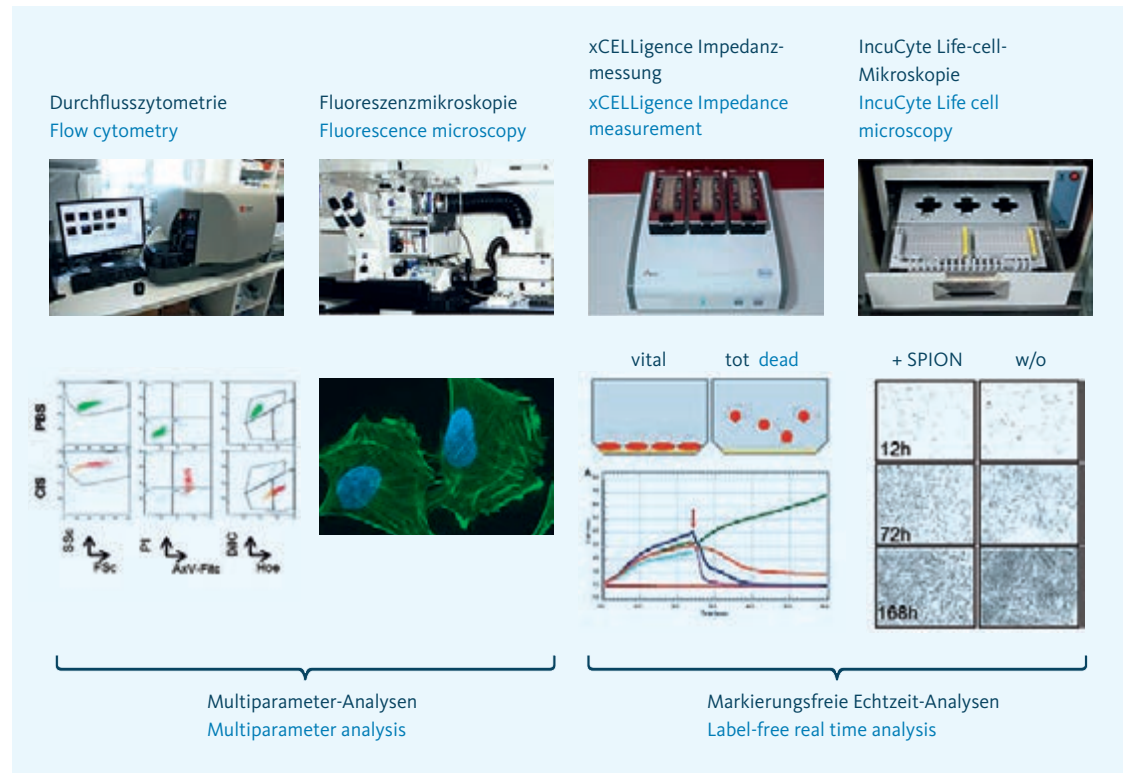 Durchflusszytometrie
Flow cytometry
Fluoreszenzmikroskopie
Fluorescence microscopy
xCELLigence Impedanz-
messung
xCELLigence Impedance
measurement
IncuCyte Life-cell-
Mikroskopie
IncuCyte Life cell
microscopy
PBS
CIS
SSc
FSc
PI
AxV-Fitc
Hoe
vital
tot dead
A
+ SPION w/o
12h
72h
168h
Multiparameter-Analysen
Multiparameter analysis
Markierungsfreie Echtzeit-Analysen
Label-free real time analysis